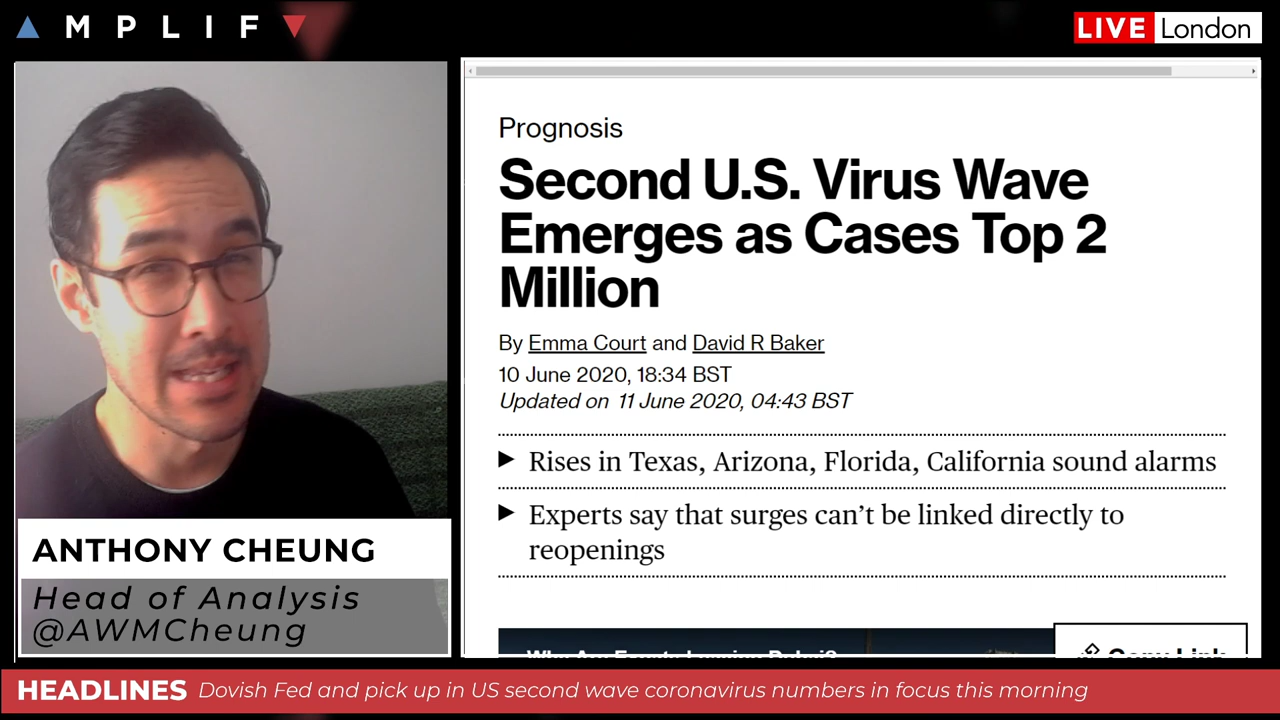 AMPLIFY
LIVE London
Prognosis
Second U.S. Virus Wave
Emerges as Cases Top 2
Million
By Emma Court and David R Baker
10 June 2020, 18:34 BST
Updated on 11 June 2020, 04:43 BST
Rises in Texas, Arizona, Florida, California sound alarms
Experts say that surges can't be linked directly to
reopenings
Copy Link
ANTHONY CHEUNG
Head of Analysis
@AWMCheung
HEADLINES Dovish Fed and pick up in US second wave coronavirus numbers in focus this morning